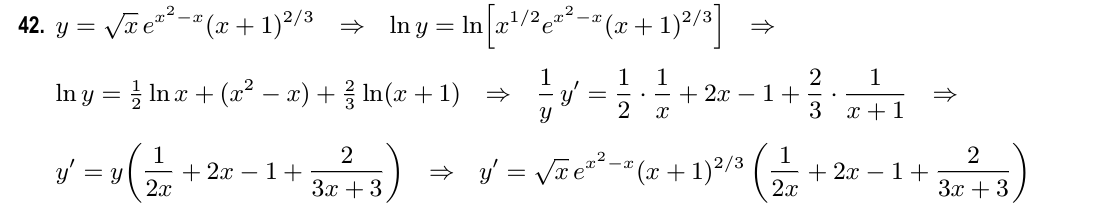 42. y = √x e^{x²−x}(x + 1)^{2/3} ⇒ ln y = ln[x^{1/2}e^{x²−x}(x + 1)^{2/3}] ⇒
ln y = 1/2 ln x + (x² − x) + 2/3 ln(x + 1) ⇒ 1/y y′ = 1/2 · 1/x + 2x − 1 + 2/3 · 1/(x + 1) ⇒
y′ = y(1/(2x) + 2x − 1 + 2/(3x + 3)) ⇒ y′ = √x e^{x²−x}(x + 1)^{2/3}(1/(2x) + 2x − 1 + 2/(3x + 3))